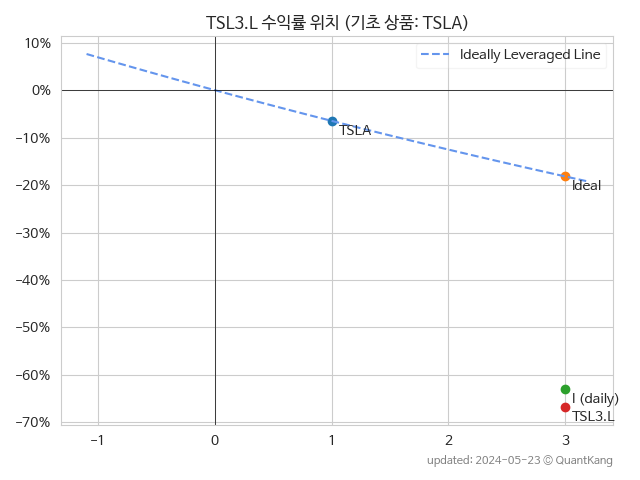 TSL3.L 수익률 위치 (기초 상품: TSLA)
10%
0%
-10%
-20%
-30%
-40%
-50%
-60%
-70%
Ideally Leveraged Line
TSLA
Ideal
l (daily)
TSL3.L
-1
0
1
2
3
updated: 2024-05-23 © QuantKang